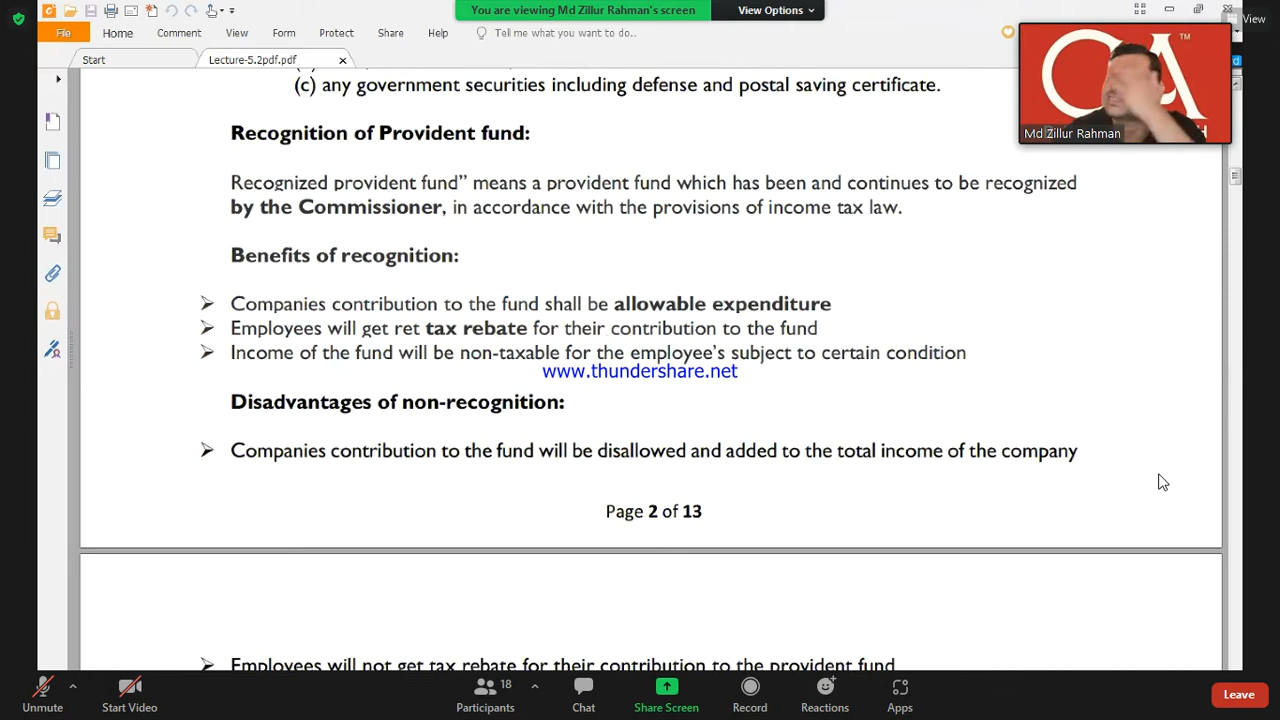 You are viewing Md Zillur Rahman's screen
View Options
View
File
Home
Comment
View
Form
Protect
Share
Help
Tell me what you want to do..
Start
Lecture-5.2pdf.pdf
CA
TM
Md Zillur Rahman
(c) any government securities including defense and postal saving certificate.
Recognition of Provident fund:
Recognized provident fund” means a provident fund which has been and continues to be recognized
by the Commissioner, in accordance with the provisions of income tax law.
Benefits of recognition:
➢ Companies contribution to the fund shall be allowable expenditure
➢ Employees will get ret tax rebate for their contribution to the fund
➢ Income of the fund will be non-taxable for the employee’s subject to certain condition
www.thundershare.net
Disadvantages of non-recognition:
➢ Companies contribution to the fund will be disallowed and added to the total income of the company
Page 2 of 13
➢ Employees will not get tax rebate for their contribution to the provident fund
Unmute
Start Video
18
Participants
Chat
Share Screen
Record
Reactions
Apps
Leave